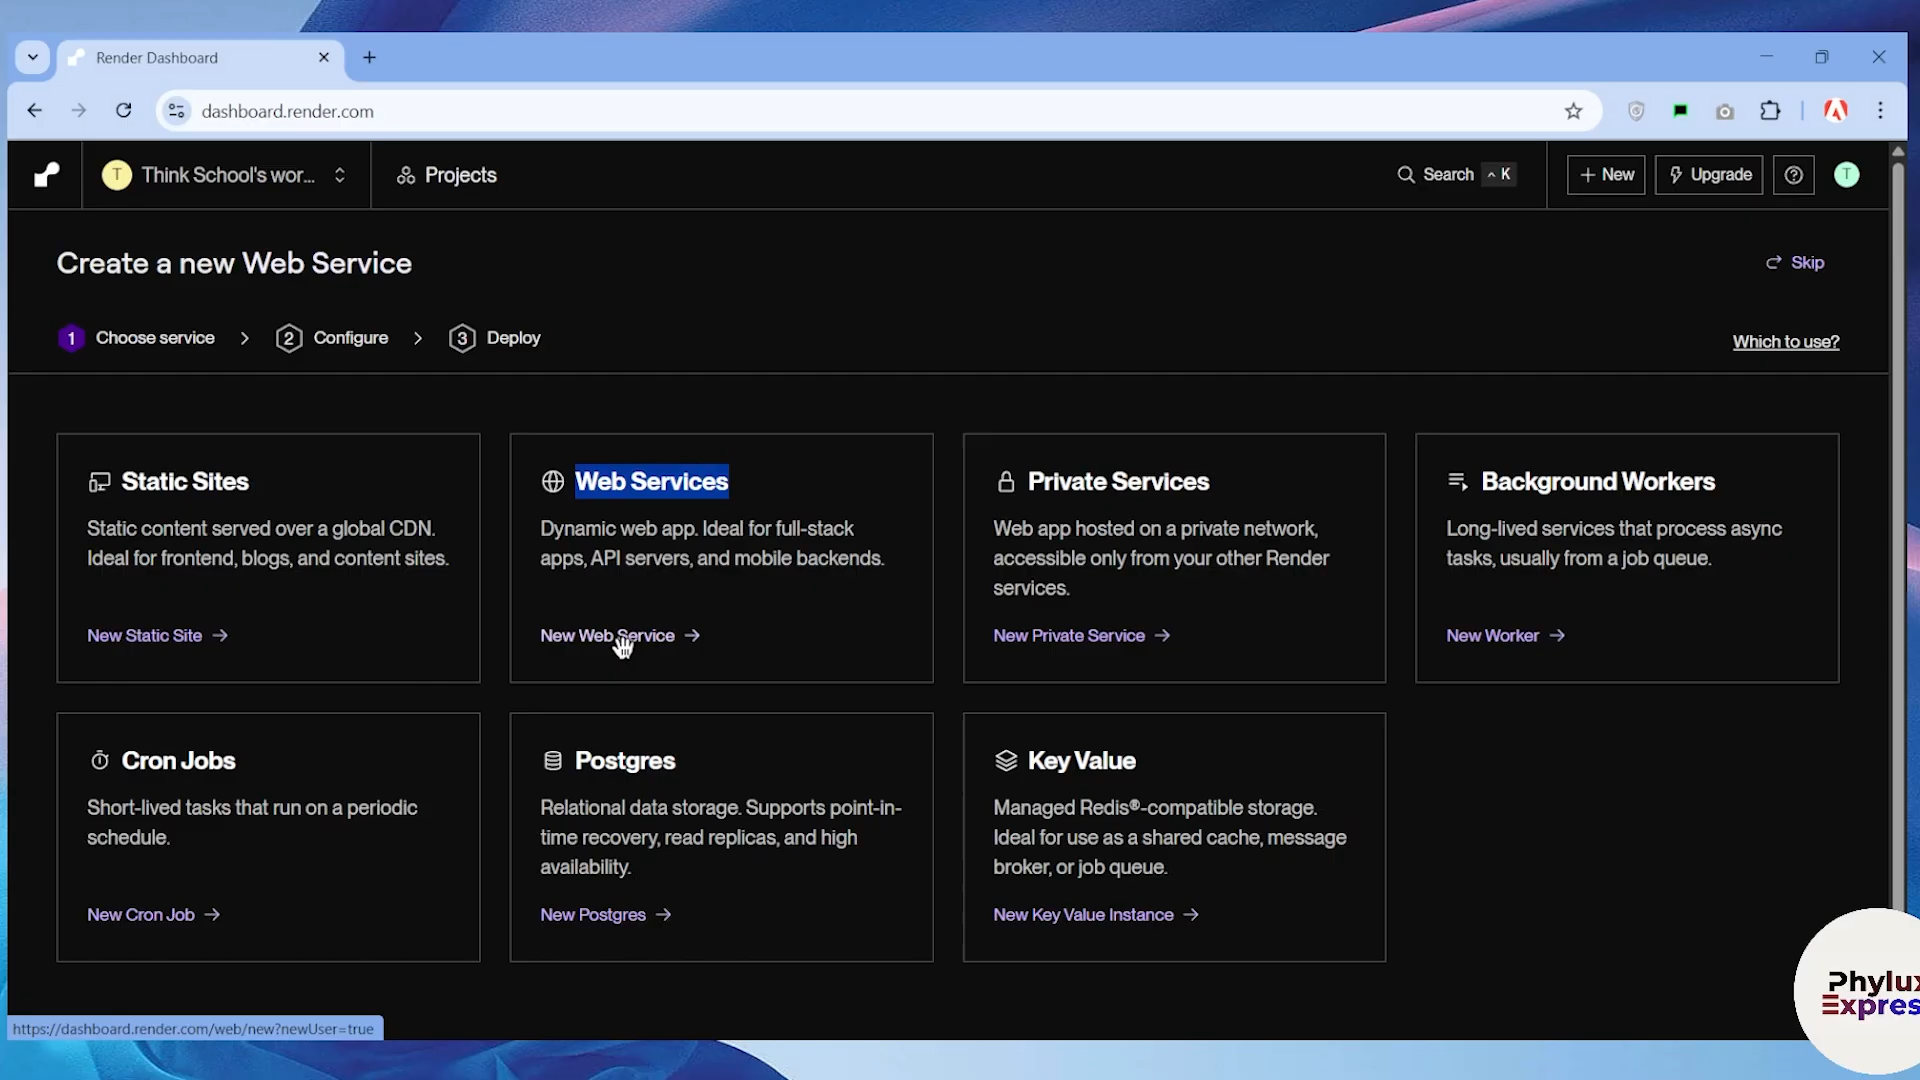 Render Dashboard
dashboard.render.com
T Think School's wor...
Projects
Search ^ K
+ New
Upgrade
T
Create a new Web Service
Skip
1 Choose service
2 Configure
3 Deploy
Which to use?
Static Sites
Static content served over a global CDN.
Ideal for frontend, blogs, and content sites.
New Static Site →
Web Services
Dynamic web app. Ideal for full-stack
apps, API servers, and mobile backends.
New Web Service →
Private Services
Web app hosted on a private network,
accessible only from your other Render
services.
New Private Service →
Background Workers
Long-lived services that process async
tasks, usually from a job queue.
New Worker →
Cron Jobs
Short-lived tasks that run on a periodic
schedule.
New Cron Job →
Postgres
Relational data storage. Supports point-in-
time recovery, read replicas, and high
availability.
New Postgres →
Key Value
Managed Redis®-compatible storage.
Ideal for use as a shared cache, message
broker, or job queue.
New Key Value Instance →
https://dashboard.render.com/web/new?newUser=true
Phylux
Expres